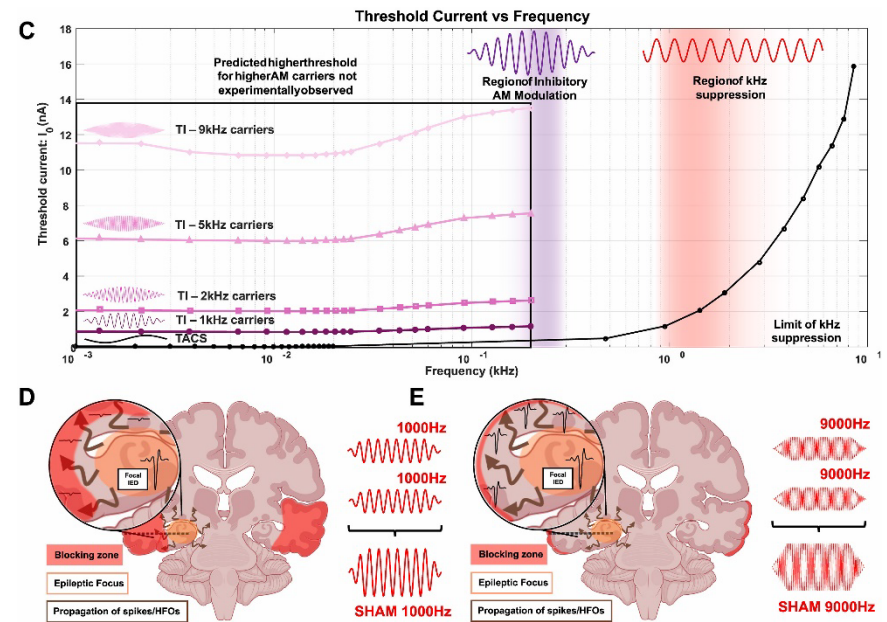 C
Threshold Current vs Frequency
18
16
14
12
10
8
6
4
2
0
Threshold current: I₀(nA)
Predicted higherthreshold
for higherAM carriers not
experimentallyobserved
Regionof Inhibitory
AM Modulation
Regionof kHz
suppression
TI – 9kHz carriers
TI – 5kHz carriers
TI – 2kHz carriers
TI – 1kHz carriers
TACS
Limit of kHz
suppression
10⁻³
10⁻²
10⁻¹
10⁰
10¹
Frequency (kHz)
D
Focal
IED
1000Hz
1000Hz
SHAM 1000Hz
Blocking zone
Epileptic Focus
Propagation of spikes/HFOs
E
Focal
IED
9000Hz
9000Hz
SHAM 9000Hz
Blocking zone
Epileptic Focus
Propagation of spikes/HFOs